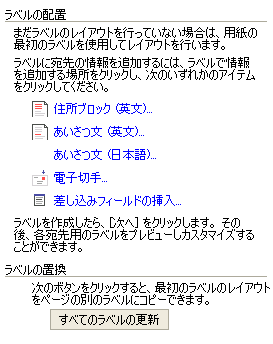 ラベルの配置
まだラベルのレイアウトを行っていない場合は、用紙の
最初のラベルを使用してレイアウトを行います。
ラベルに宛先の情報を追加するには、ラベルで情報
を追加する場所をクリックし、次のいずれかのアイテム
をクリックしてください。
住所ブロック (英文)...
あいさつ文 (英文)...
あいさつ文 (日本語)...
電子切手...
差し込みフィールドの挿入...
ラベルを作成したら、[次へ] をクリックします。その
後、各宛先用のラベルをプレビューしカスタマイズする
ことができます。
ラベルの置換
次のボタンをクリックすると、最初のラベルのレイアウト
をページの別のラベルにコピーできます。
すべてのラベルの更新